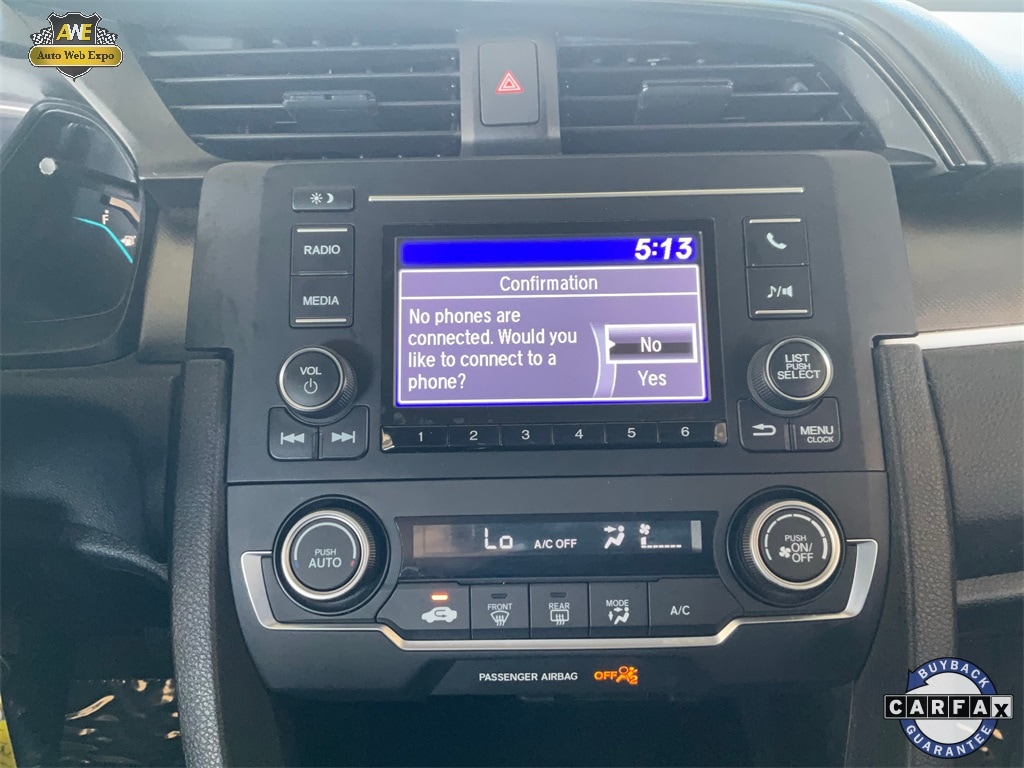 AWE
Auto Web Expo
F
RADIO
MEDIA
VOL
5:13
Confirmation
No phones are
connected. Would you
like to connect to a
phone?
No
Yes
LIST
PUSH
SELECT
MENU
CLOCK
1 2 3 4 5 6
PUSH
AUTO
Lo A/C OFF
PUSH
ON/
OFF
FRONT
REAR
MODE
A/C
PASSENGER AIRBAG OFF 2
BUYBACK
CARFAX
GUARANTEE